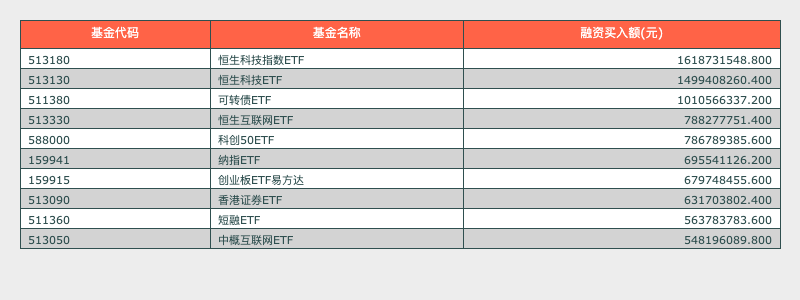 基金代码 基金名称 融资买入额(元)
513180 恒生科技指数ETF 1618731548.800
513130 恒生科技ETF 1499408260.400
511380 可转债ETF 1010566337.200
513330 恒生互联网ETF 788277751.400
588000 科创50ETF 786789385.600
159941 纳指ETF 695541126.200
159915 创业板ETF易方达 679748455.600
513090 香港证券ETF 631703802.400
511360 短融ETF 563783783.600
513050 中概互联网ETF 548196089.800